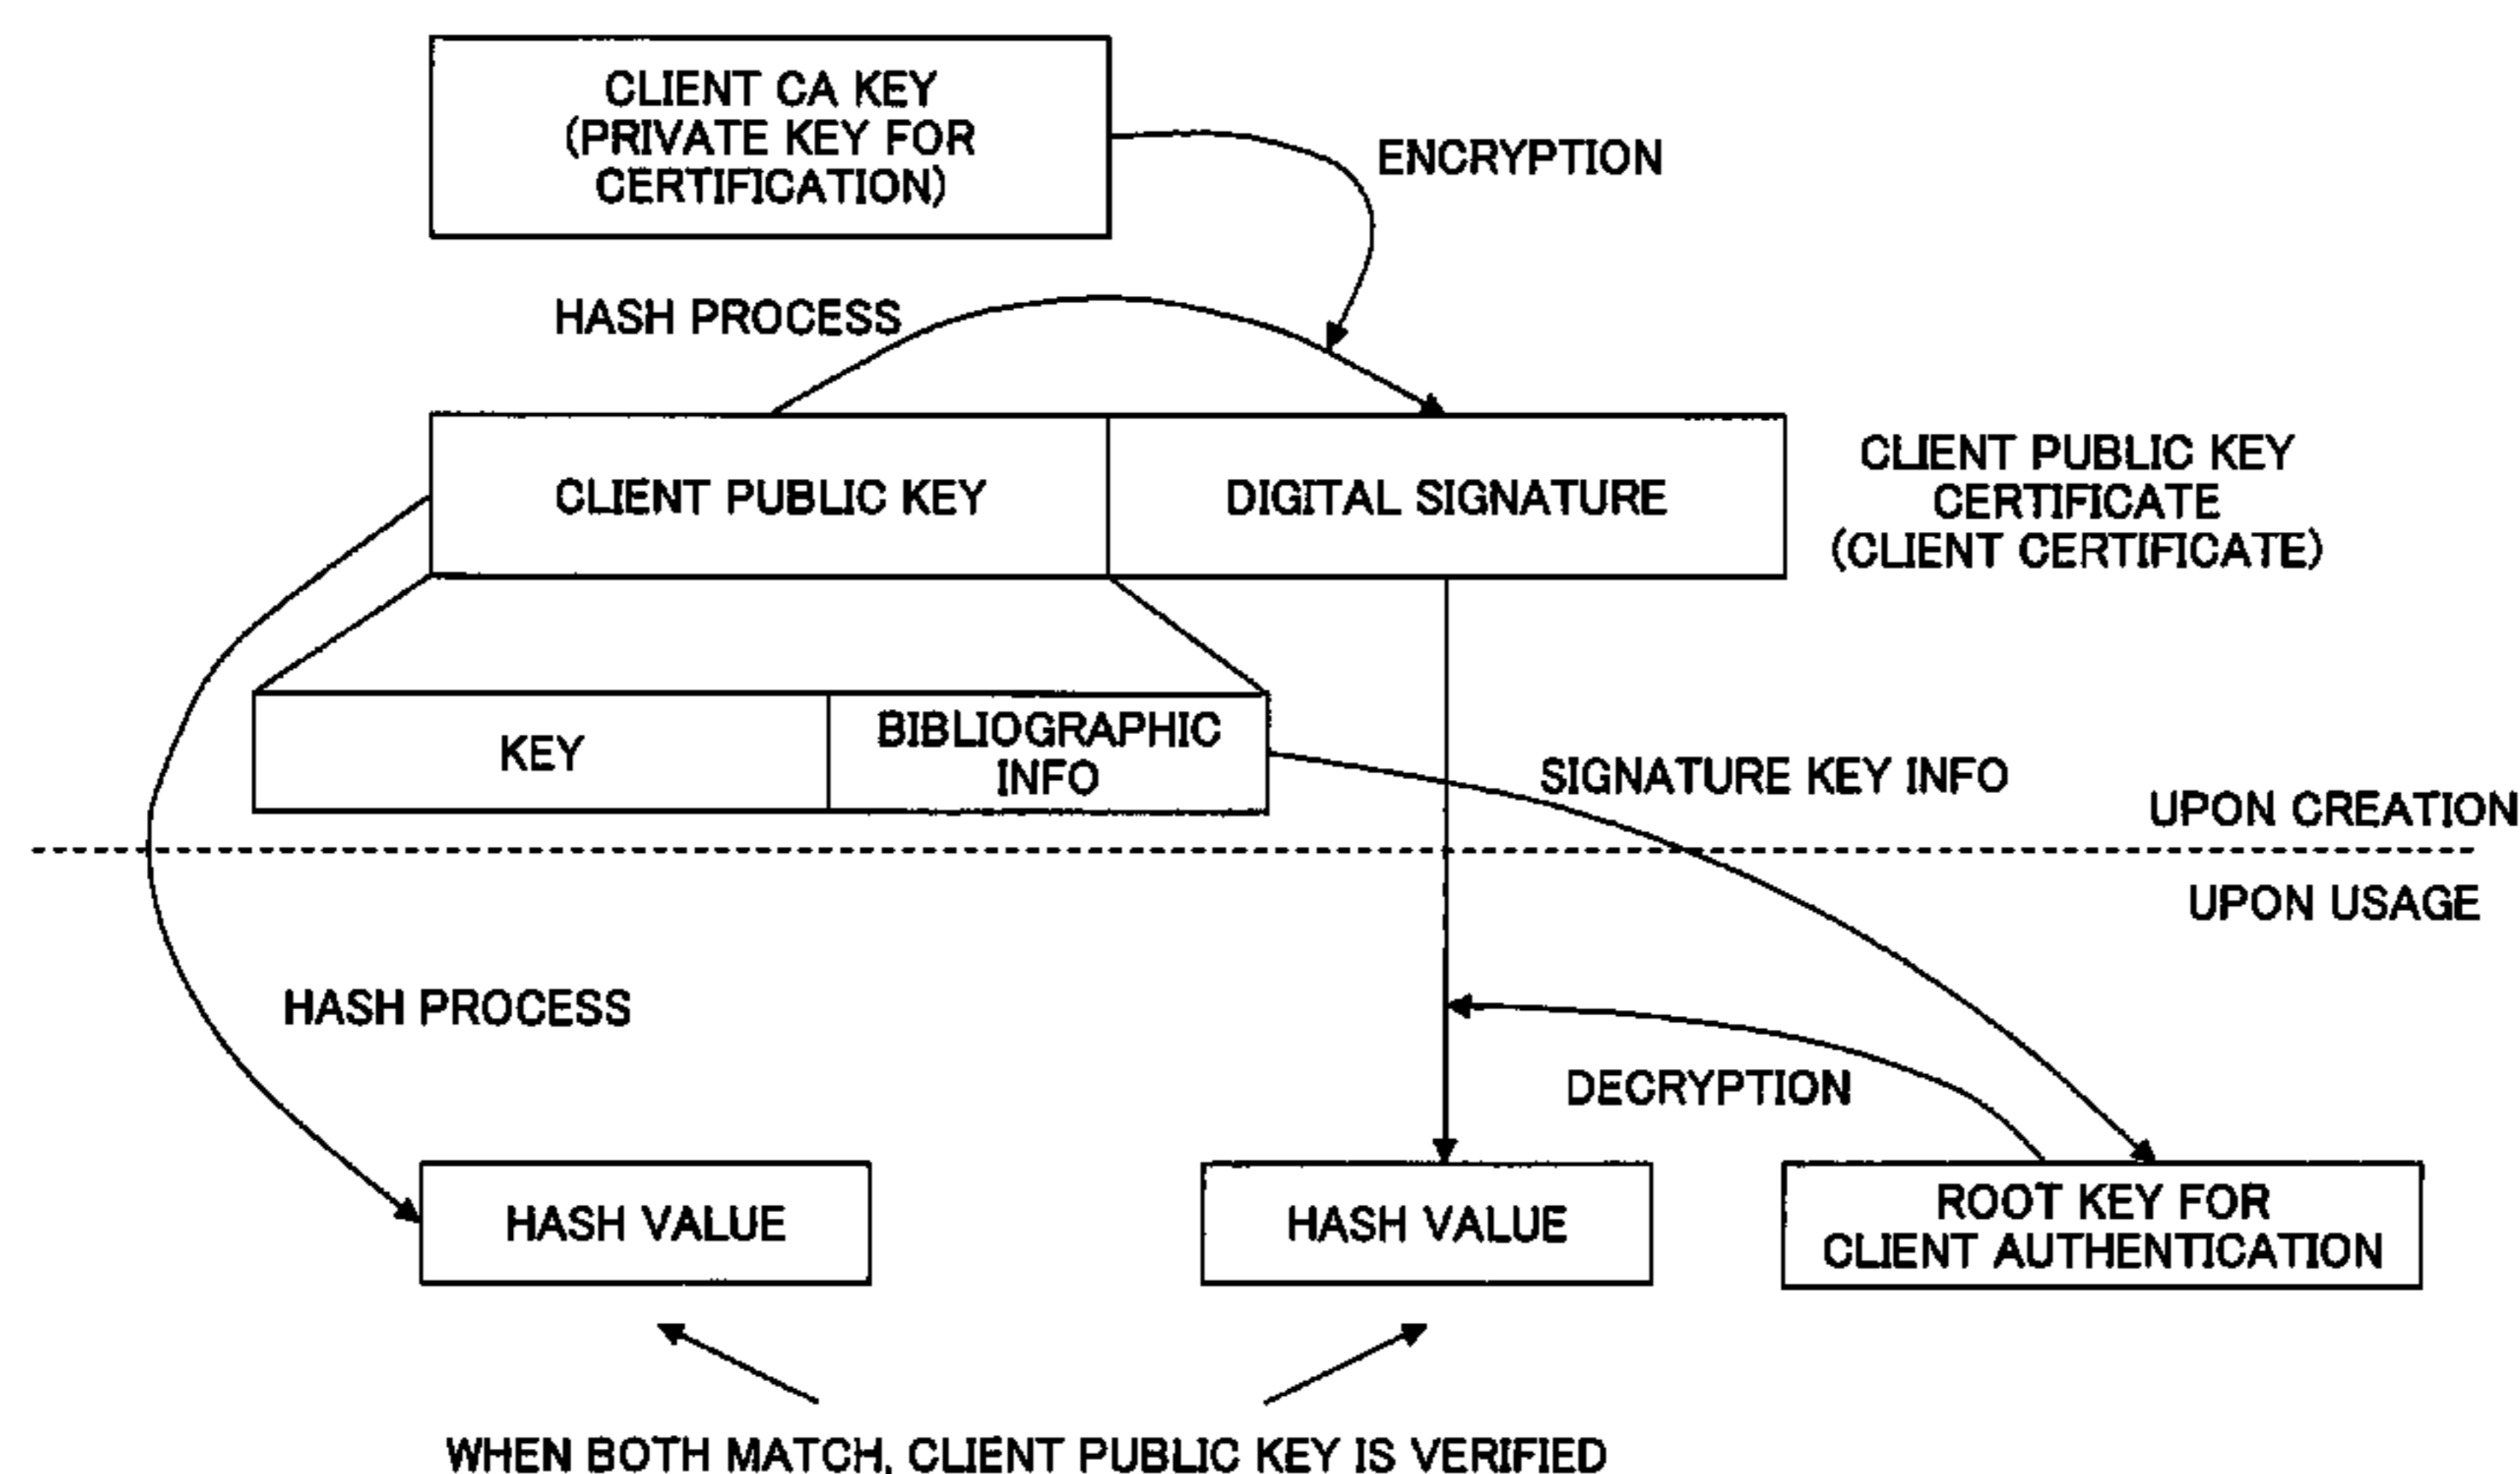 CLIENT CA KEY
(PRIVATE KEY FOR
CERTIFICATION)
ENCRYPTION
HASH PROCESS
CLIENT PUBLIC KEY
DIGITAL SIGNATURE
CLIENT PUBLIC KEY
CERTIFICATE
(CLIENT CERTIFICATE)
KEY
BIBLIOGRAPHIC
INFO
SIGNATURE KEY INFO
UPON CREATION
UPON USAGE
HASH PROCESS
DECRYPTION
HASH VALUE
HASH VALUE
ROOT KEY FOR
CLIENT AUTHENTICATION
WHEN BOTH MATCH, CLIENT PUBLIC KEY IS VERIFIED